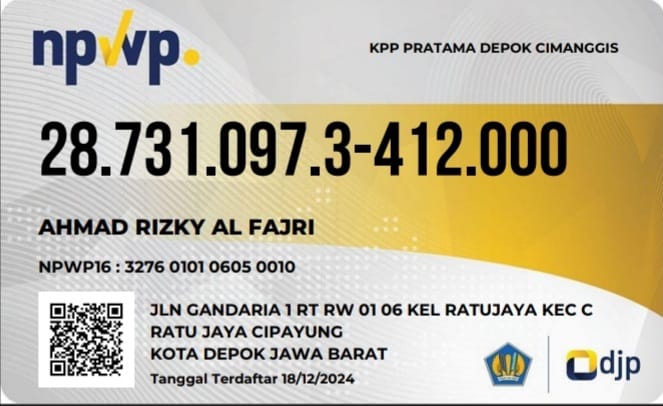 npwp.
KPP PRATAMA DEPOK CIMANGGIS
28.731.097.3-412.000
AHMAD RIZKY AL FAJRI
NPWP16 : 3276 0101 0605 0010
JLN GANDARIA 1 RT RW 01 06 KEL RATUJAYA KEC C
RATU JAYA CIPAYUNG
KOTA DEPOK JAWA BARAT
Tanggal Terdaftar 18/12/2024
djp